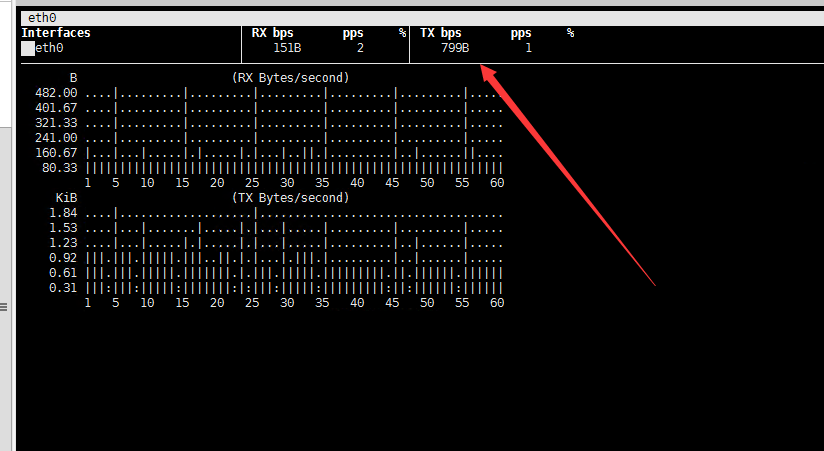 eth0
Interfaces RX bps pps % TX bps pps %
eth0 151B 2 799B 1
B (RX Bytes/second)
482.00 ....|.........|.........|.........|.........|.........|.....
401.67 ....|.........|.........|.........|.........|.........|.....
321.33 ....|.........|.........|.........|.........|.........|.....
241.00 ....|.........|.........|.........|.........|.........|.....
160.67 |...|...|.....|.|.....|.|...|..||.|.........|..|......||....
80.33 ||||||||||||||||||||||||||||||||||||||||||||||||||||||||||||
1 5 10 15 20 25 30 35 40 45 50 55 60
KiB (TX Bytes/second)
1.84 ....|...................|...................................
1.53 ....|...|.......|.....|.|...|.....|.........|.........|.....
1.23 ....|...|.....|.|.....|.|...|.....|.........|..|......|.....
0.92 |||.|||.|||||.|||..||.|.|...|.|||.|.........|..|......|.....
0.61 |||.|||.|||||.|||||||.|.|||.|||||.|||||||||.||.||||||.||||||
0.31 |||:|||:|||||:|||||||:|:|||:|||||:|||||||||:||:||||||:||||||
1 5 10 15 20 25 30 35 40 45 50 55 60